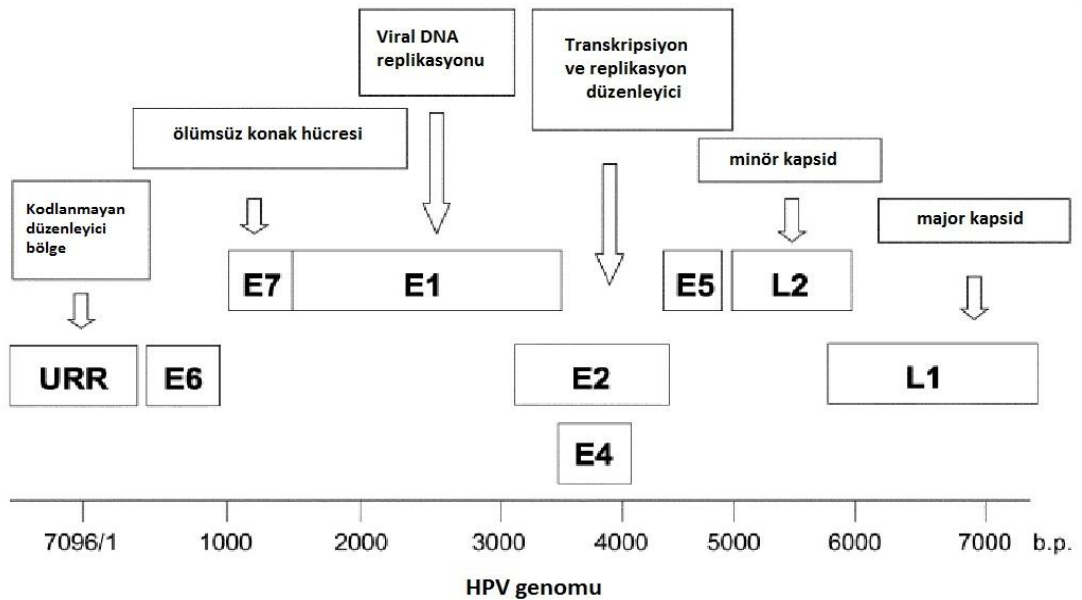 Viral DNA
replikasyonu
Transkripsiyon
ve replikasyon
düzenleyici
ölümsüz konak hücresi
minör kapsid
Kodlanmayan
düzenleyici
bölge
major kapsid
E7
E1
E5
L2
URR
E6
E2
L1
E4
7096/1 1000 2000 3000 4000 5000 6000 7000 b.p.
HPV genomu